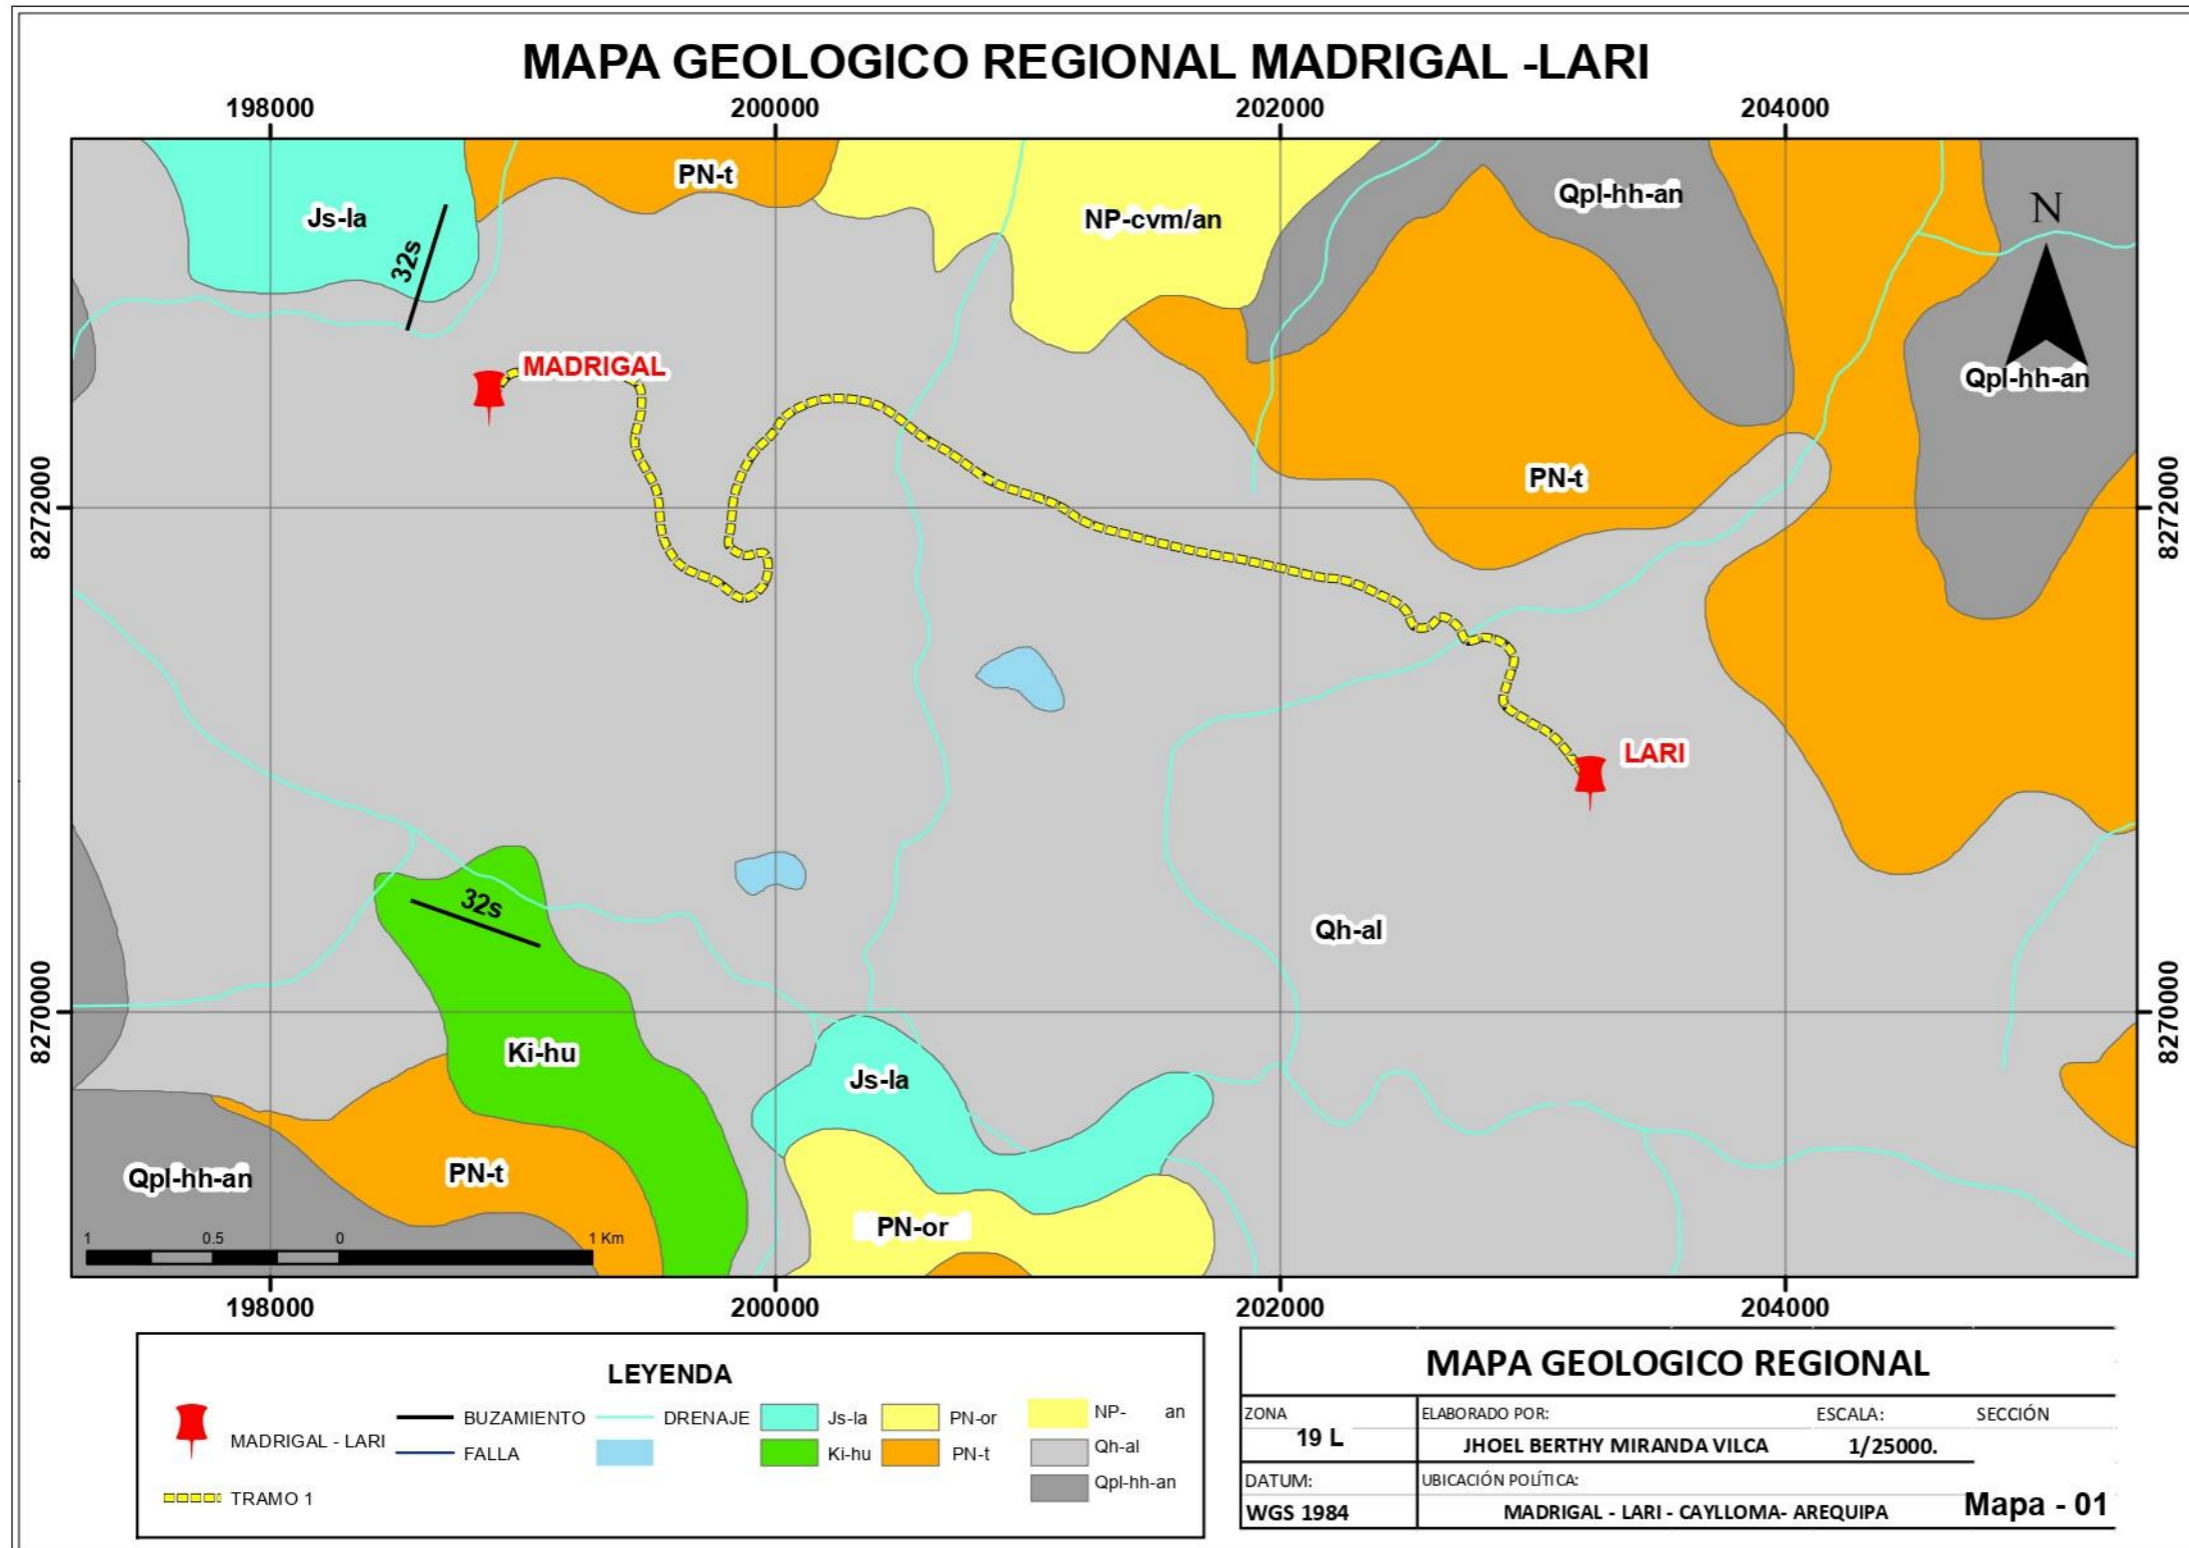 MAPA GEOLOGICO REGIONAL MADRIGAL -LARI
198000 200000 202000 204000
PN-t
Qpl-hh-an
Js-la
NP-cvm/an
N
32s
MADRIGAL
Qpl-hh-an
8272000
PN-t
8272000
LARI
32s
Qh-al
8270000
8270000
Ki-hu
Js-la
Qpl-hh-an
PN-t
PN-or
1 0.5 0 1 Km
198000 200000 202000 204000
LEYENDA
MADRIGAL - LARI
TRAMO 1
BUZAMIENTO
FALLA
DRENAJE
Js-la
Ki-hu
PN-or
PN-t
NP- an
Qh-al
Qpl-hh-an
MAPA GEOLOGICO REGIONAL
ZONA
19 L
ELABORADO POR:
JHOEL BERTHY MIRANDA VILCA
ESCALA:
1/25000.
SECCIÓN
DATUM:
WGS 1984
UBICACIÓN POLÍTICA:
MADRIGAL - LARI - CAYLLOMA- AREQUIPA
Mapa - 01